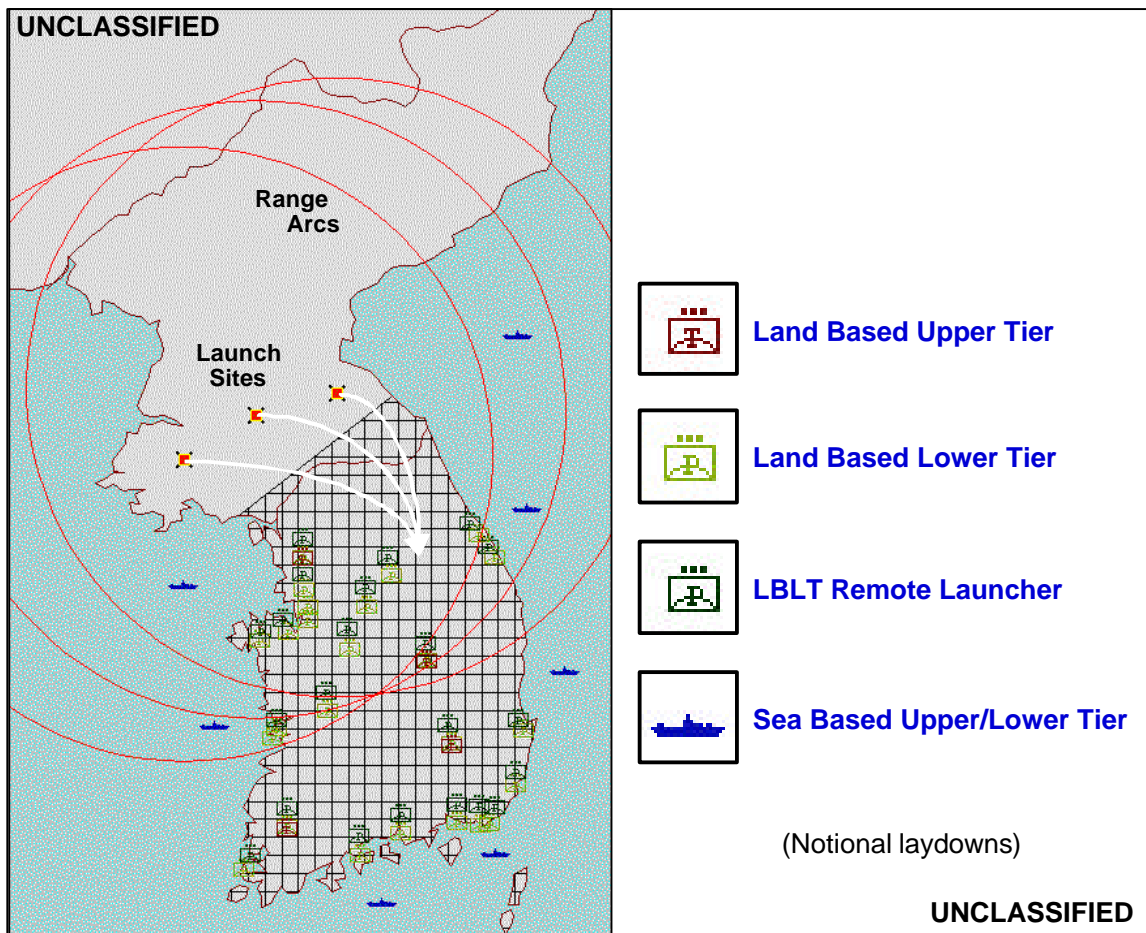 UNCLASSIFIED
Range
Arcs
Launch
Sites
T
Land Based Upper Tier
P
Land Based Lower Tier
P
LBLT Remote Launcher
Sea Based Upper/Lower Tier
(Notional laydowns)
UNCLASSIFIED